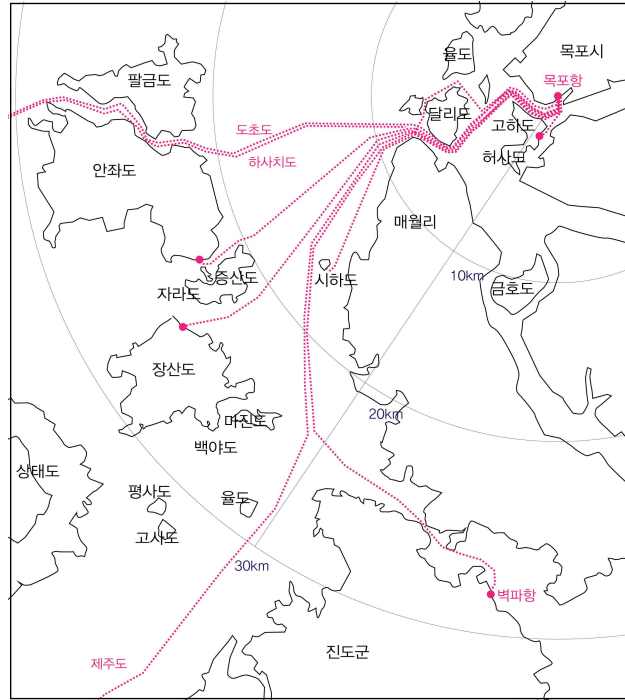 율도
목포시
목포항
팔금도
달리도
고하도
도초도
허사도
하사치도
안좌도
매월리
10km
증산도
시하도
금호도
자라도
장산도
20km
마진도
백야도
상태도
평사도
율도
고사도
30km
벽파항
진도군
제주도